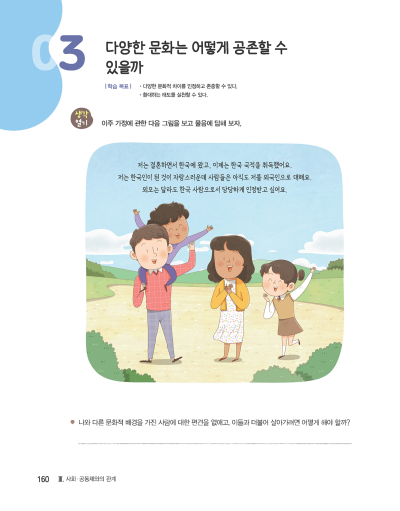 03
다양한 문화는 어떻게 공존할 수
있을까
| 학습 목표 |
· 다양한 문화적 차이를 인정하고 존중할 수 있다.
· 환대하는 태도를 실천할 수 있다.
생각
열기
이주 가정에 관한 다음 그림을 보고 물음에 답해 보자.
저는 결혼하면서 한국에 왔고, 이제는 한국 국적을 취득했어요.
저는 한국인이 된 것이 자랑스러운데 사람들은 아직도 저를 외국인으로 대해요.
외모는 달라도 한국 사람으로서 당당하게 인정받고 싶어요.
나와 다른 문화적 배경을 가진 사람에 대한 편견을 없애고, 이들과 더불어 살아가려면 어떻게 해야 할까?
160 Ⅲ. 사회·공동체와의 관계